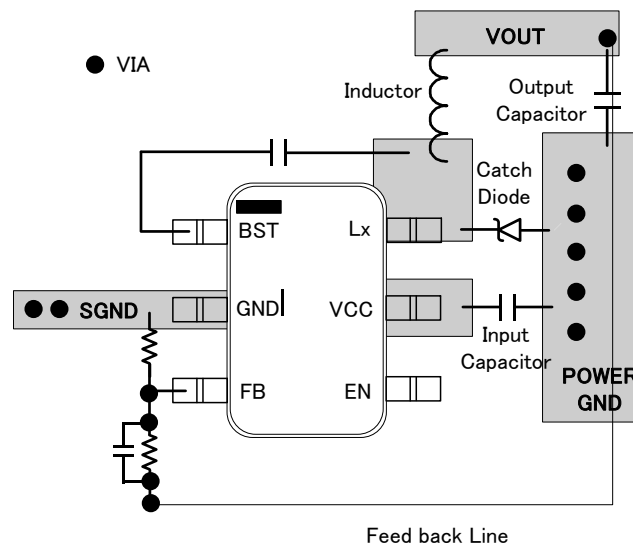 VOUT
VIA
Inductor
Output
Capacitor
Catch
Diode
BST
Lx
SGND
GND
VCC
Input
Capacitor
FB
EN
POWER
GND
Feed back Line